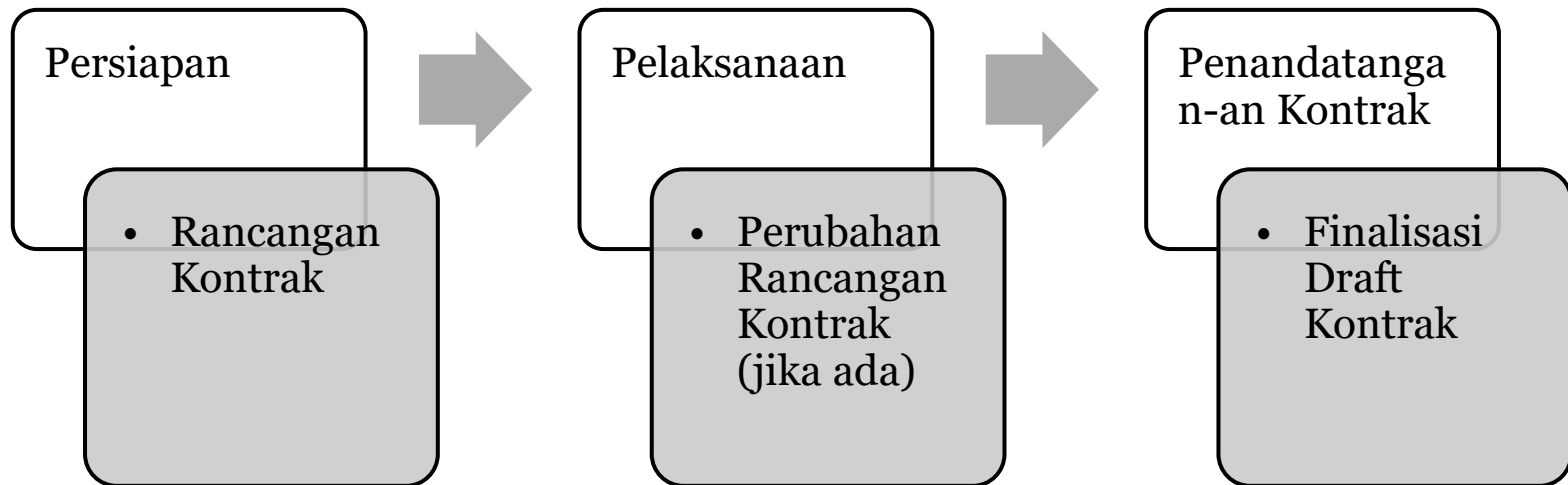 Persiapan
• Rancangan
Kontrak
Pelaksanaan
• Perubahan
Rancangan
Kontrak
(jika ada)
Penandatanga
n-an Kontrak
• Finalisasi
Draft
Kontrak